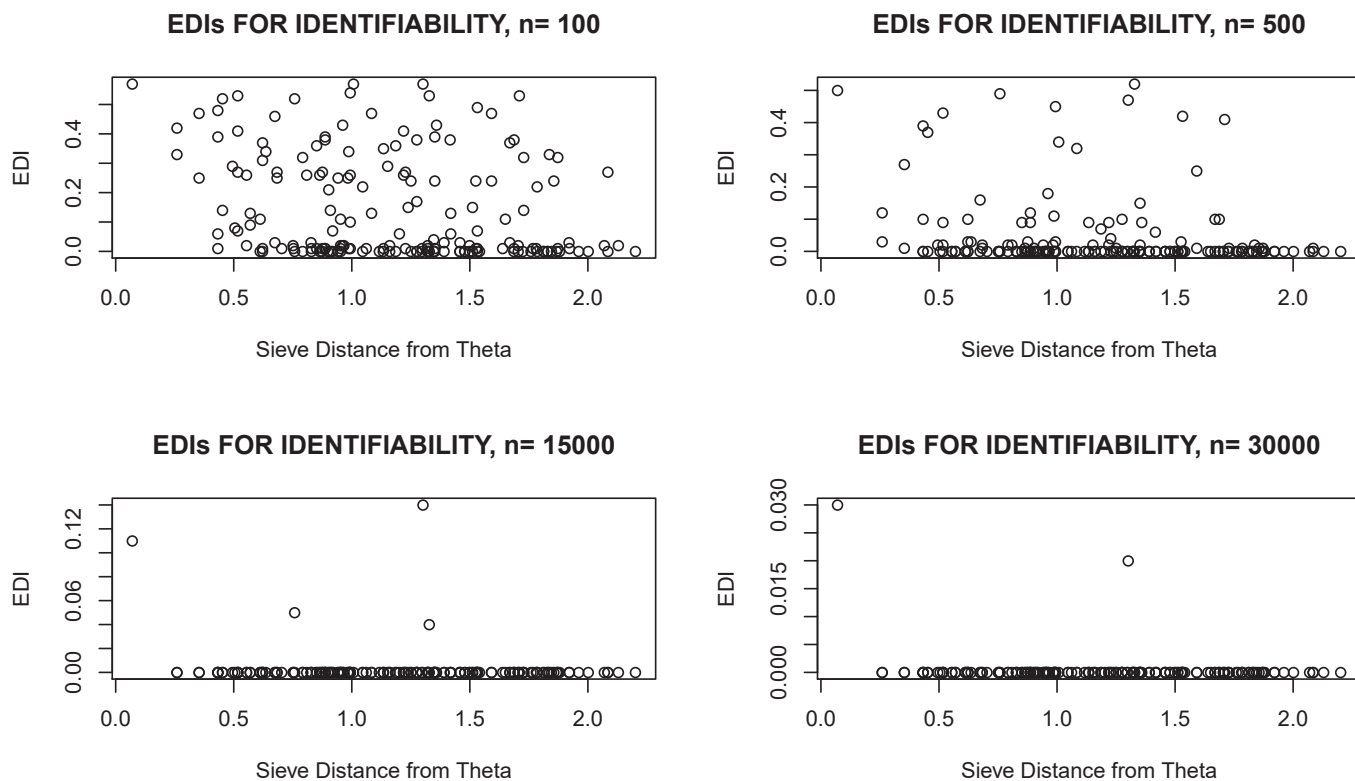 EDIs FOR IDENTIFIABILITY, n= 100
EDI
0.0 0.2 0.4
0.0 0.5 1.0 1.5 2.0
Sieve Distance from Theta
EDIs FOR IDENTIFIABILITY, n= 500
EDI
0.0 0.2 0.4
0.0 0.5 1.0 1.5 2.0
Sieve Distance from Theta
EDIs FOR IDENTIFIABILITY, n= 15000
EDI
0.00 0.06 0.12
0.0 0.5 1.0 1.5 2.0
Sieve Distance from Theta
EDIs FOR IDENTIFIABILITY, n= 30000
EDI
0.000 0.015 0.030
0.0 0.5 1.0 1.5 2.0
Sieve Distance from Theta